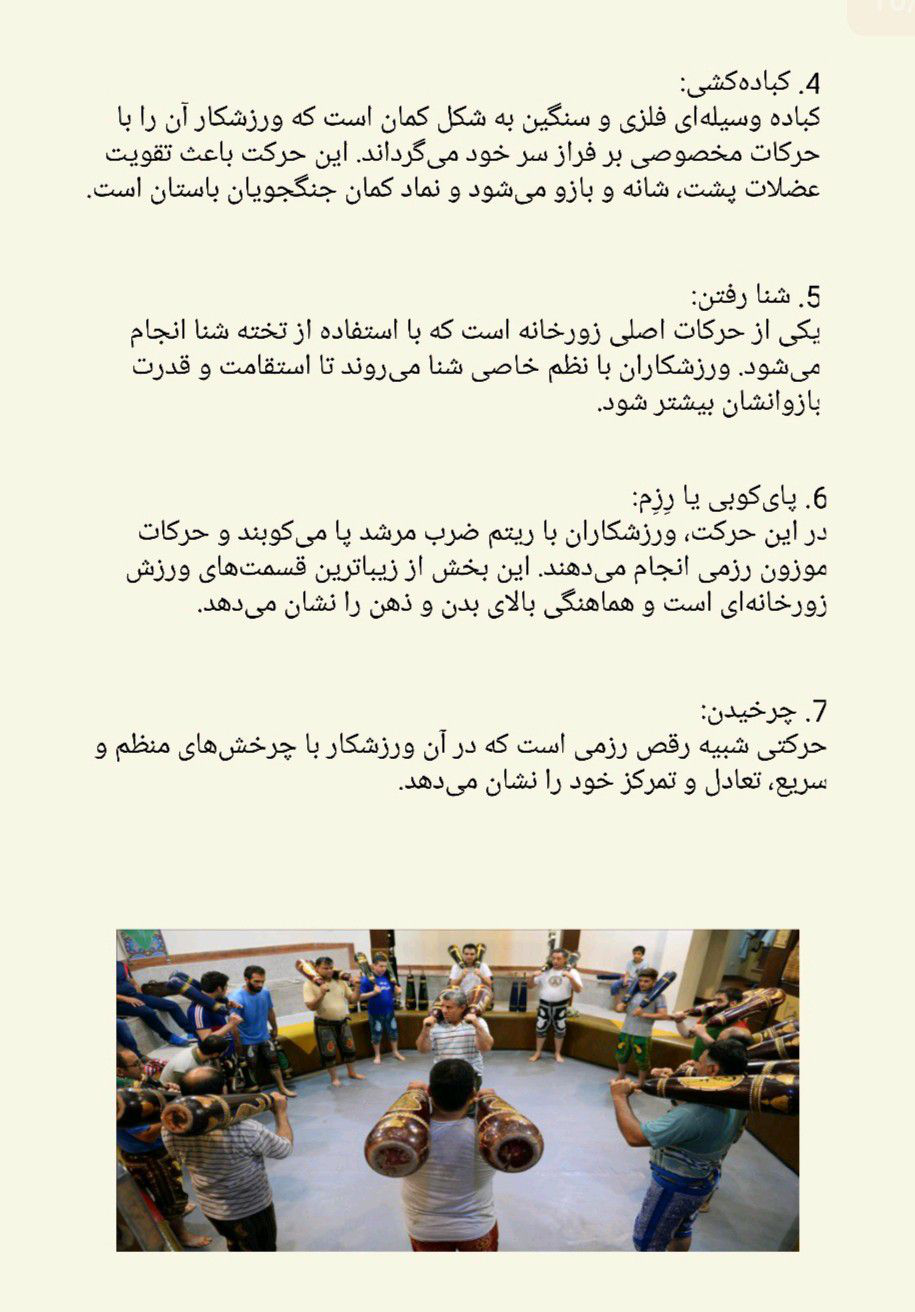 4. کباده‌کشی:
کباده وسیله‌ای فلزی و سنگین به شکل کمان است که ورزشکار آن را با
حرکات مخصوصی بر فراز سر خود می‌گرداند. این حرکت باعث تقویت
عضلات پشت، شانه و بازو می‌شود و نماد کمان جنگجویان باستان است.
5. شنا رفتن:
یکی از حرکات اصلی زورخانه است که با استفاده از تخته شنا انجام
می‌شود. ورزشکاران با نظم خاصی شنا می‌روند تا استقامت و قدرت
بازوانشان بیشتر شود.
6. پای‌کوبی یا رِزِم:
در این حرکت، ورزشکاران با ریتم ضرب مرشد پا می‌کوبند و حرکات
موزون رزمی انجام می‌دهند. این بخش از زیباترین قسمت‌های ورزش
زورخانه‌ای است و هماهنگی بالای بدن و ذهن را نشان می‌دهد.
7. چرخیدن:
حرکتی شبیه رقص رزمی است که در آن ورزشکار با چرخش‌های منظم و
سریع، تعادل و تمرکز خود را نشان می‌دهد.